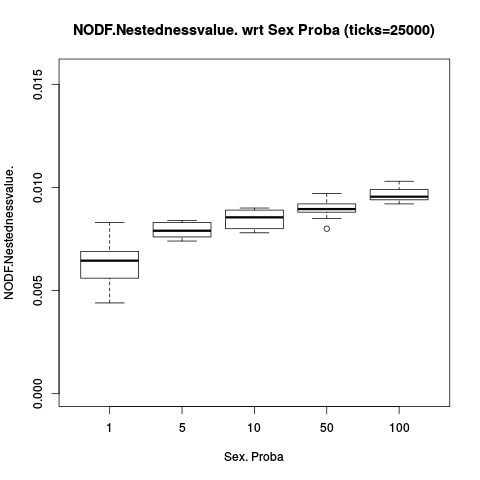 NODF.Nestednessvalue. wrt Sex Proba (ticks=25000)
0.015
0.010
0.005
0.000
NODF.Nestednessvalue.
1 5 10 50 100
Sex. Proba